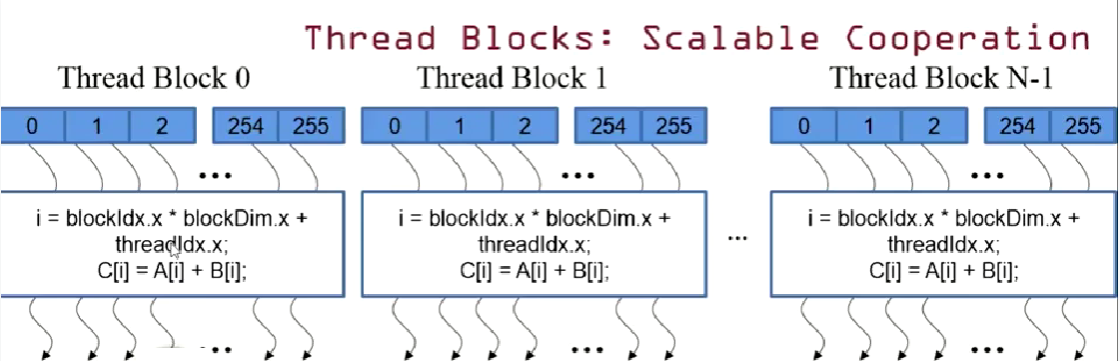 Thread Blocks: Scalable Cooperation
Thread Block 0 Thread Block 1 Thread Block N-1
0 1 2 254 255 0 1 2 254 255 0 1 2 254 255
... ... ...
i = blockIdx.x * blockDim.x + i = blockIdx.x * blockDim.x + i = blockIdx.x * blockDim.x +
threadIdx.x; threadIdx.x; ... threadIdx.x;
C[i] = A[i] + B[i]; C[i] = A[i] + B[i]; C[i] = A[i] + B[i];
... ... ...